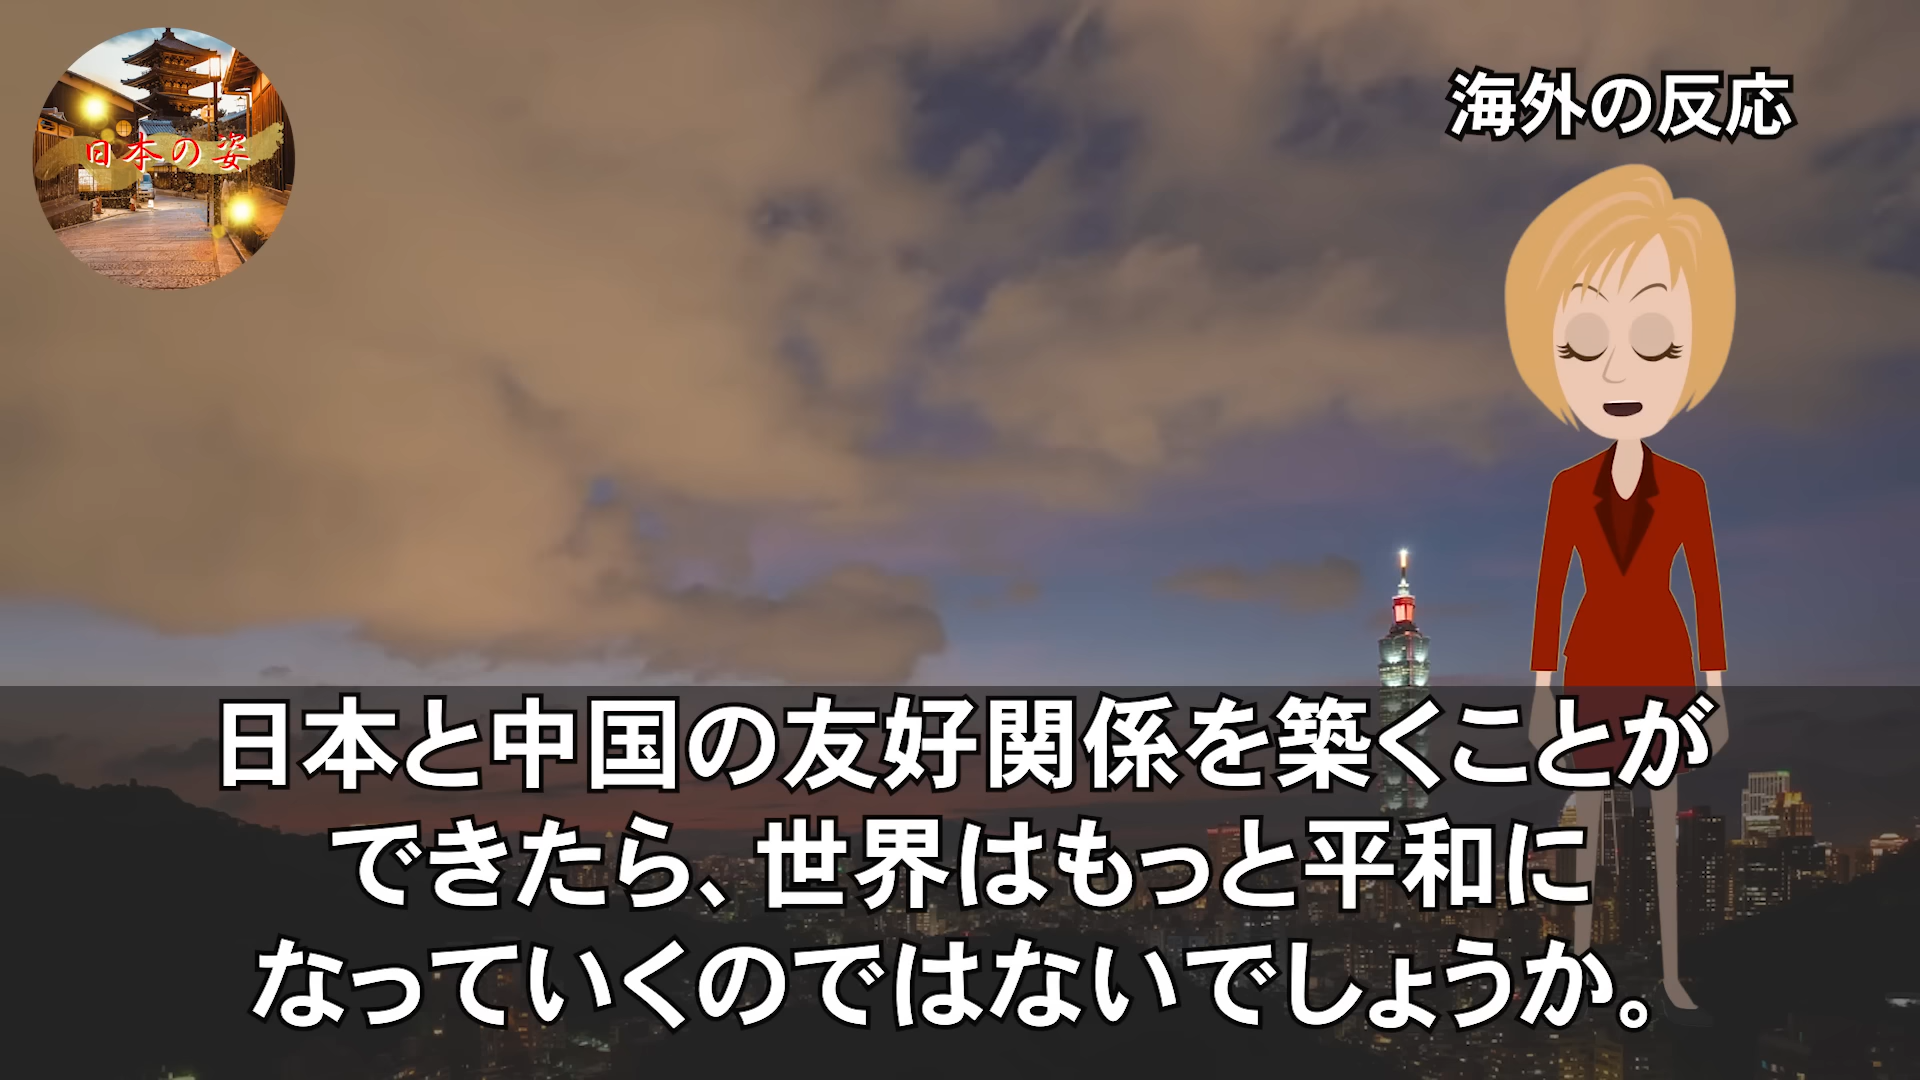 日本の姿
海外の反応
日本と中国の友好関係を築くことが
できたら、世界はもっと平和に
なっていくのではないでしょうか。